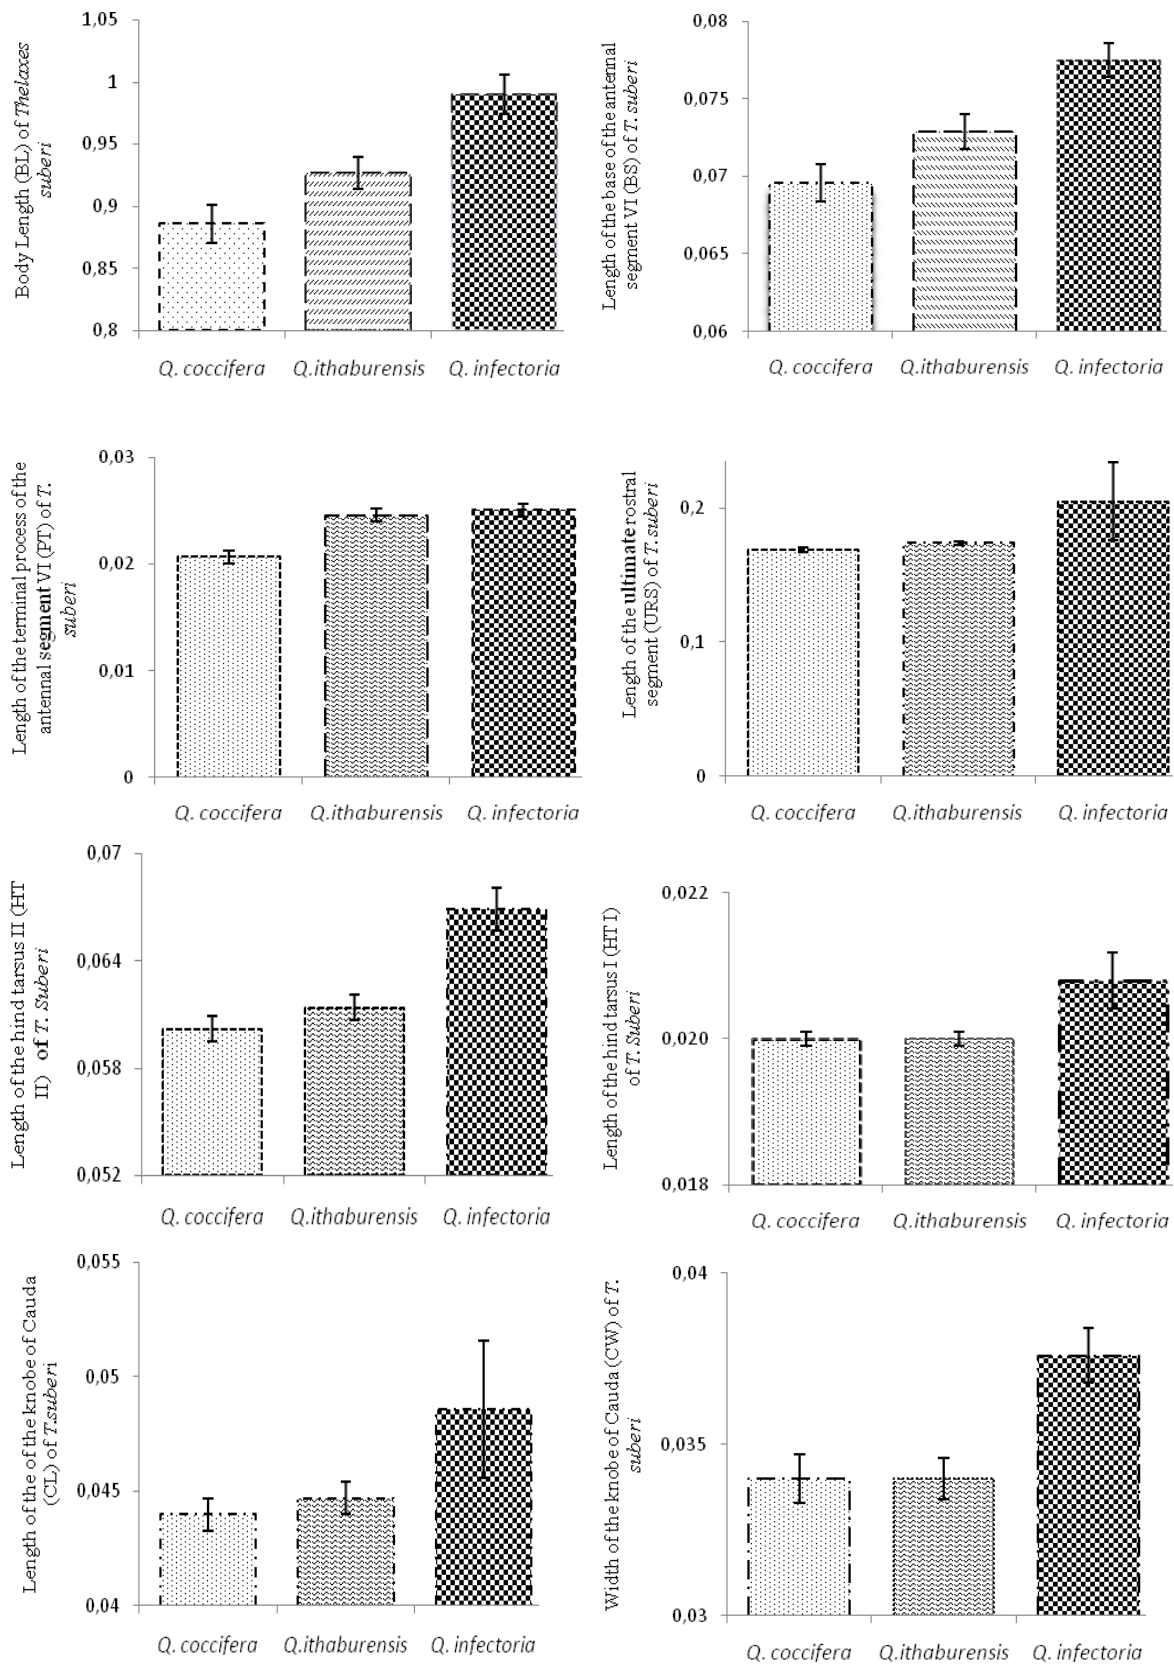 Body Length (BL) of Thelaxes
suberi
1,05
1
0,95
0,9
0,85
0,8
Q. coccifera Q.ithaburensis Q. infectoria
Length of the base of the antennal
segment VI (BS) of T. suberi
0,08
0,075
0,07
0,065
0,06
Q. coccifera Q.ithaburensis Q. infectoria
Length of the terminal process of the
antennal segment VI (PT) of T.
suberi
0,03
0,02
0,01
0
Q. coccifera Q.ithaburensis Q. infectoria
Length of the ultimate rostral
segment (URS) of T. suberi
0,2
0,1
0
Q. coccifera Q.ithaburensis Q. infectoria
Length of the hind tarsus II (HT
II) of T. Suberi
0,07
0,064
0,058
0,052
Q. coccifera Q.ithaburensis Q. infectoria
Length of the hind tarsus I (HT I)
of T. Suberi
0,022
0,020
0,018
Q. coccifera Q.ithaburensis Q. infectoria
Length of the of the knobe of Cauda
(CL) of T.suberi
0,055
0,05
0,045
0,04
Q. coccifera Q.ithaburensis Q. infectoria
Width of the knobe of Cauda (CW) of T.
suberi
0,04
0,035
0,03
Q. coccifera Q.ithaburensis Q. infectoria